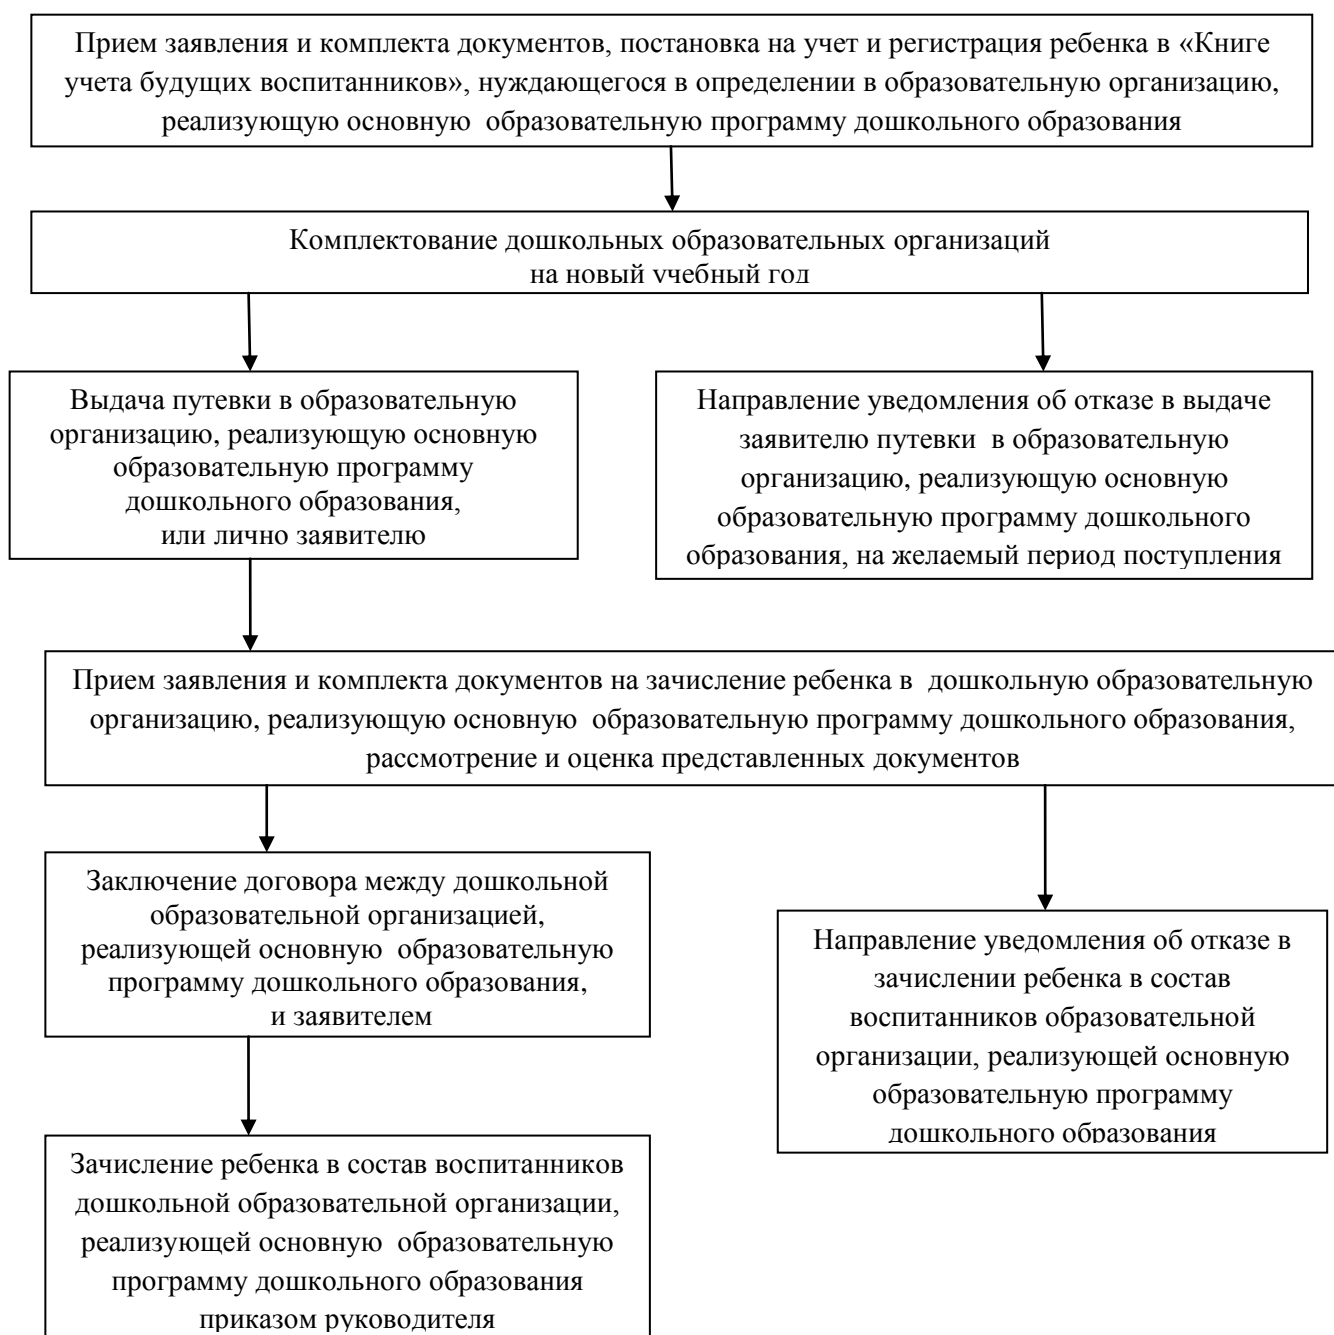 Прием заявления и комплекта документов, постановка на учет и регистрация ребенка в «Книге
учета будущих воспитанников», нуждающегося в определении в образовательную организацию,
реализующую основную образовательную программу дошкольного образования
Комплектование дошкольных образовательных организаций
на новый учебный год
Выдача путевки в образовательную
организацию, реализующую основную
образовательную программу
дошкольного образования,
или лично заявителю
Направление уведомления об отказе в выдаче
заявителю путевки в образовательную
организацию, реализующую основную
образовательную программу дошкольного
образования, на желаемый период поступления
Прием заявления и комплекта документов на зачисление ребенка в дошкольную образовательную
организацию, реализующую основную образовательную программу дошкольного образования,
рассмотрение и оценка представленных документов
Заключение договора между дошкольной
образовательной организацией,
реализующей основную образовательную
программу дошкольного образования,
и заявителем
Направление уведомления об отказе в
зачислении ребенка в состав
воспитанников образовательной
организации, реализующей основную
образовательную программу
дошкольного образования
Зачисление ребенка в состав воспитанников
дошкольной образовательной организации,
реализующей основную образовательную
программу дошкольного образования
приказом руководителя